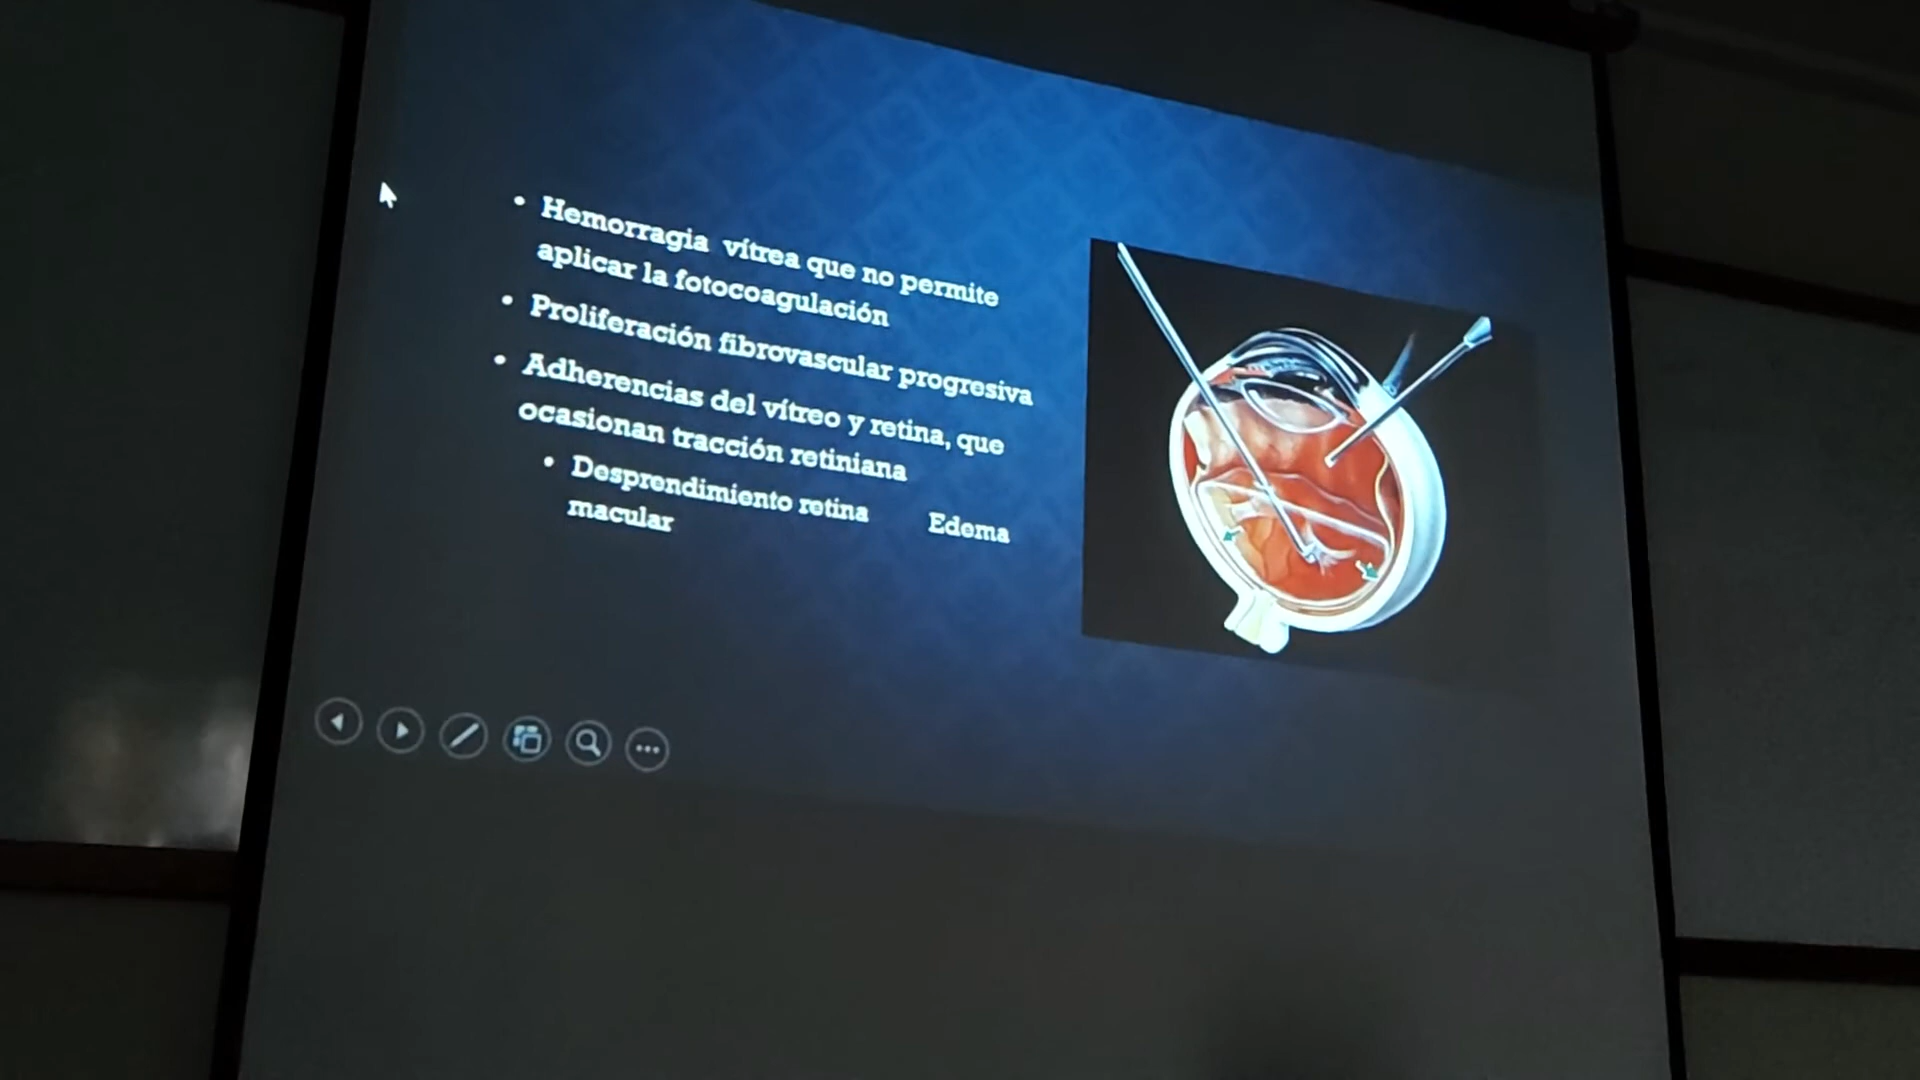 • Hemorragia vítrea que no permite
aplicar la fotocoagulación
• Proliferación fibrovascular progresiva
• Adherencias del vítreo y retina, que
ocasionan tracción retiniana
• Desprendimiento retina Edema
macular